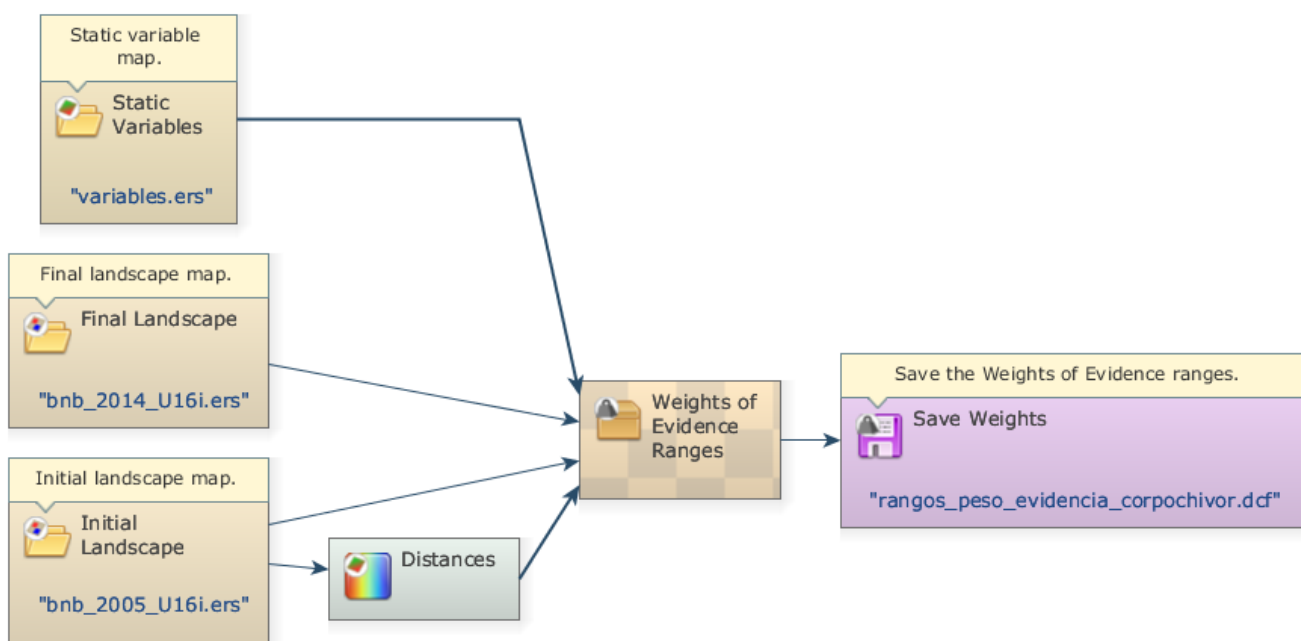 Static variable
map.
Static
Variables
"variables.ers"
Final landscape map.
Final Landscape
"bnb_2014_U16i.ers"
Initial landscape map.
Initial
Landscape
"bnb_2005_U16i.ers"
Distances
Weights of
Evidence
Ranges
Save the Weights of Evidence ranges.
Save Weights
"rangos_peso_evidencia_corpochivor.dcf"